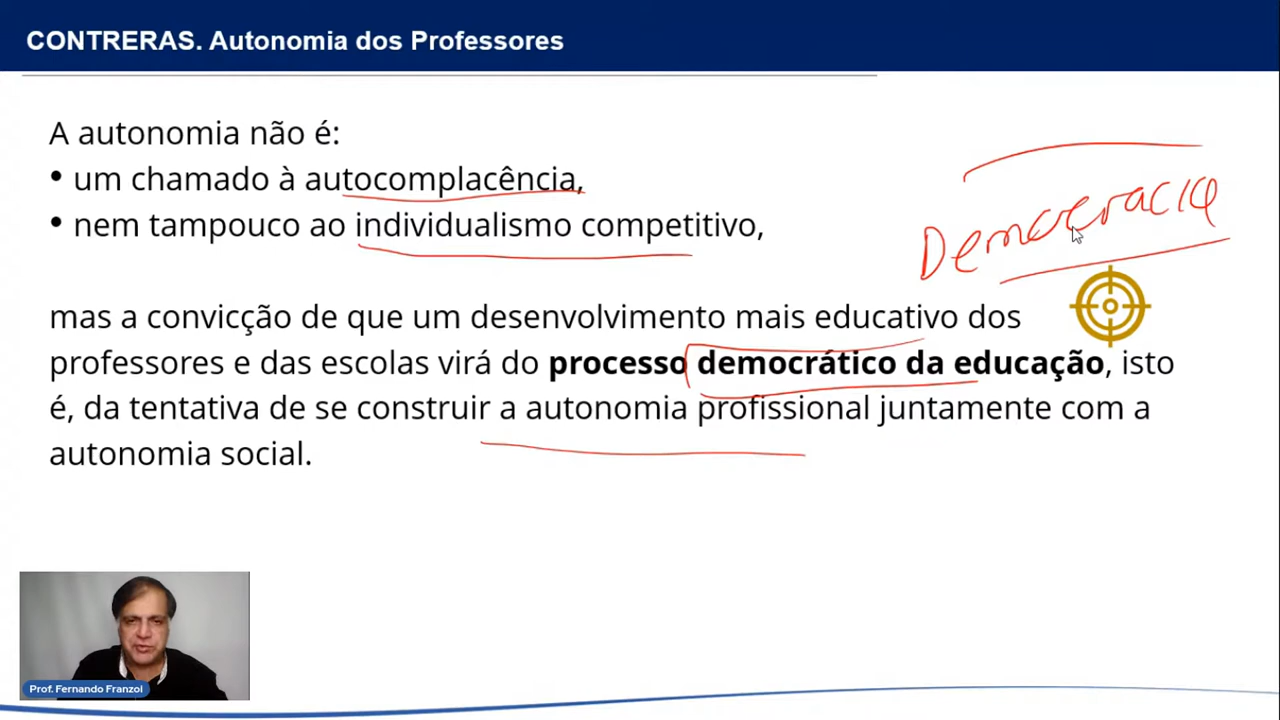 CONTRERAS. Autonomia dos Professores
A autonomia não é:
• um chamado à autocomplacência,
• nem tampouco ao individualismo competitivo,
Democracia
mas a convicção de que um desenvolvimento mais educativo dos
professores e das escolas virá do processo democrático da educação, isto
é, da tentativa de se construir a autonomia profissional juntamente com a
autonomia social.
Prof. Fernando Franzoi